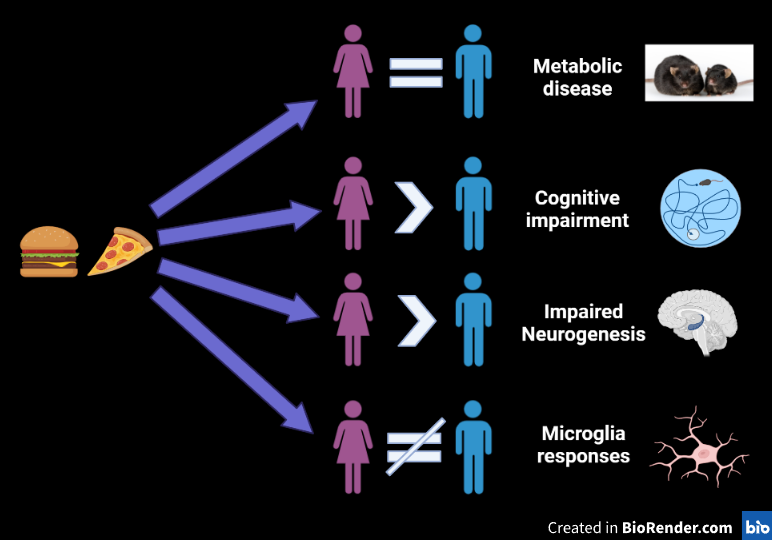 Metabolic
disease
Cognitive
impairment
Impaired
Neurogenesis
Microglia
responses
Created in BioRender.com bio